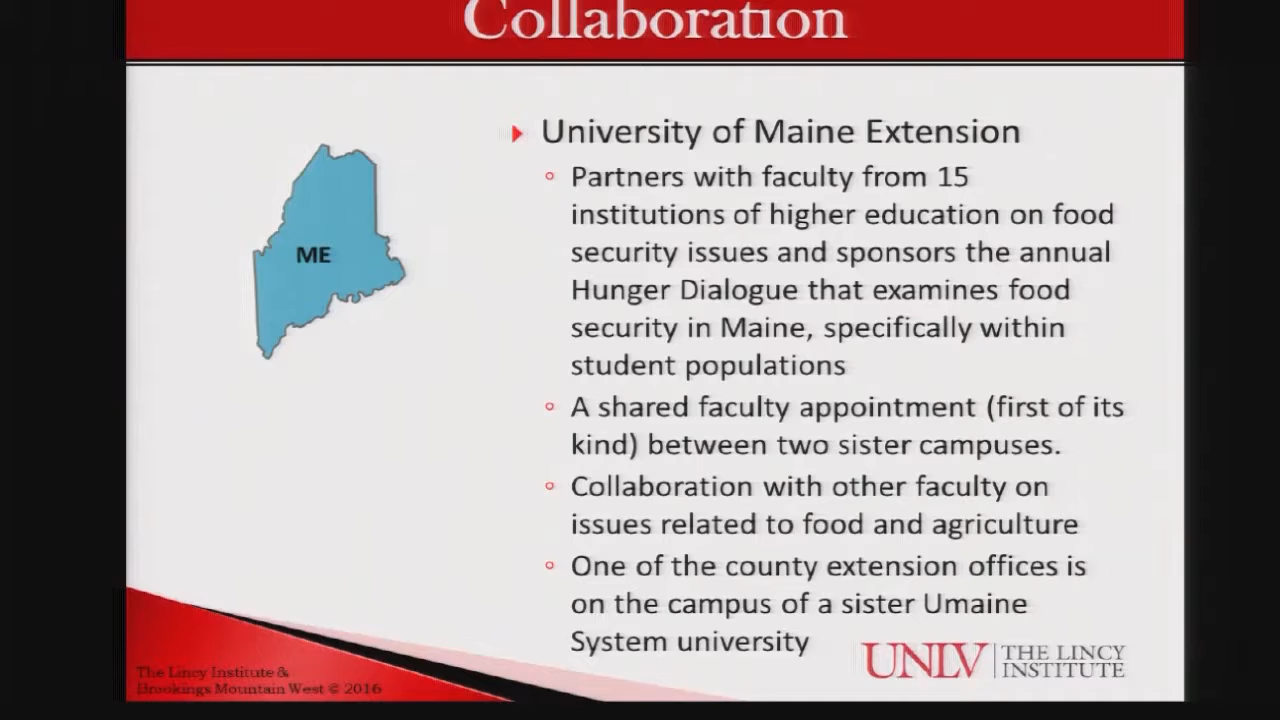 Collaboration
University of Maine Extension
Partners with faculty from 15
institutions of higher education on food
security issues and sponsors the annual
Hunger Dialogue that examines food
security in Maine, specifically within
student populations
A shared faculty appointment (first of its
kind) between two sister campuses.
Collaboration with other faculty on
issues related to food and agriculture
One of the county extension offices is
on the campus of a sister Umaine
System university
ME
The Lincy Institute &
Brookings Mountain West © 2016
UNLV THE LINCY
INSTITUTE